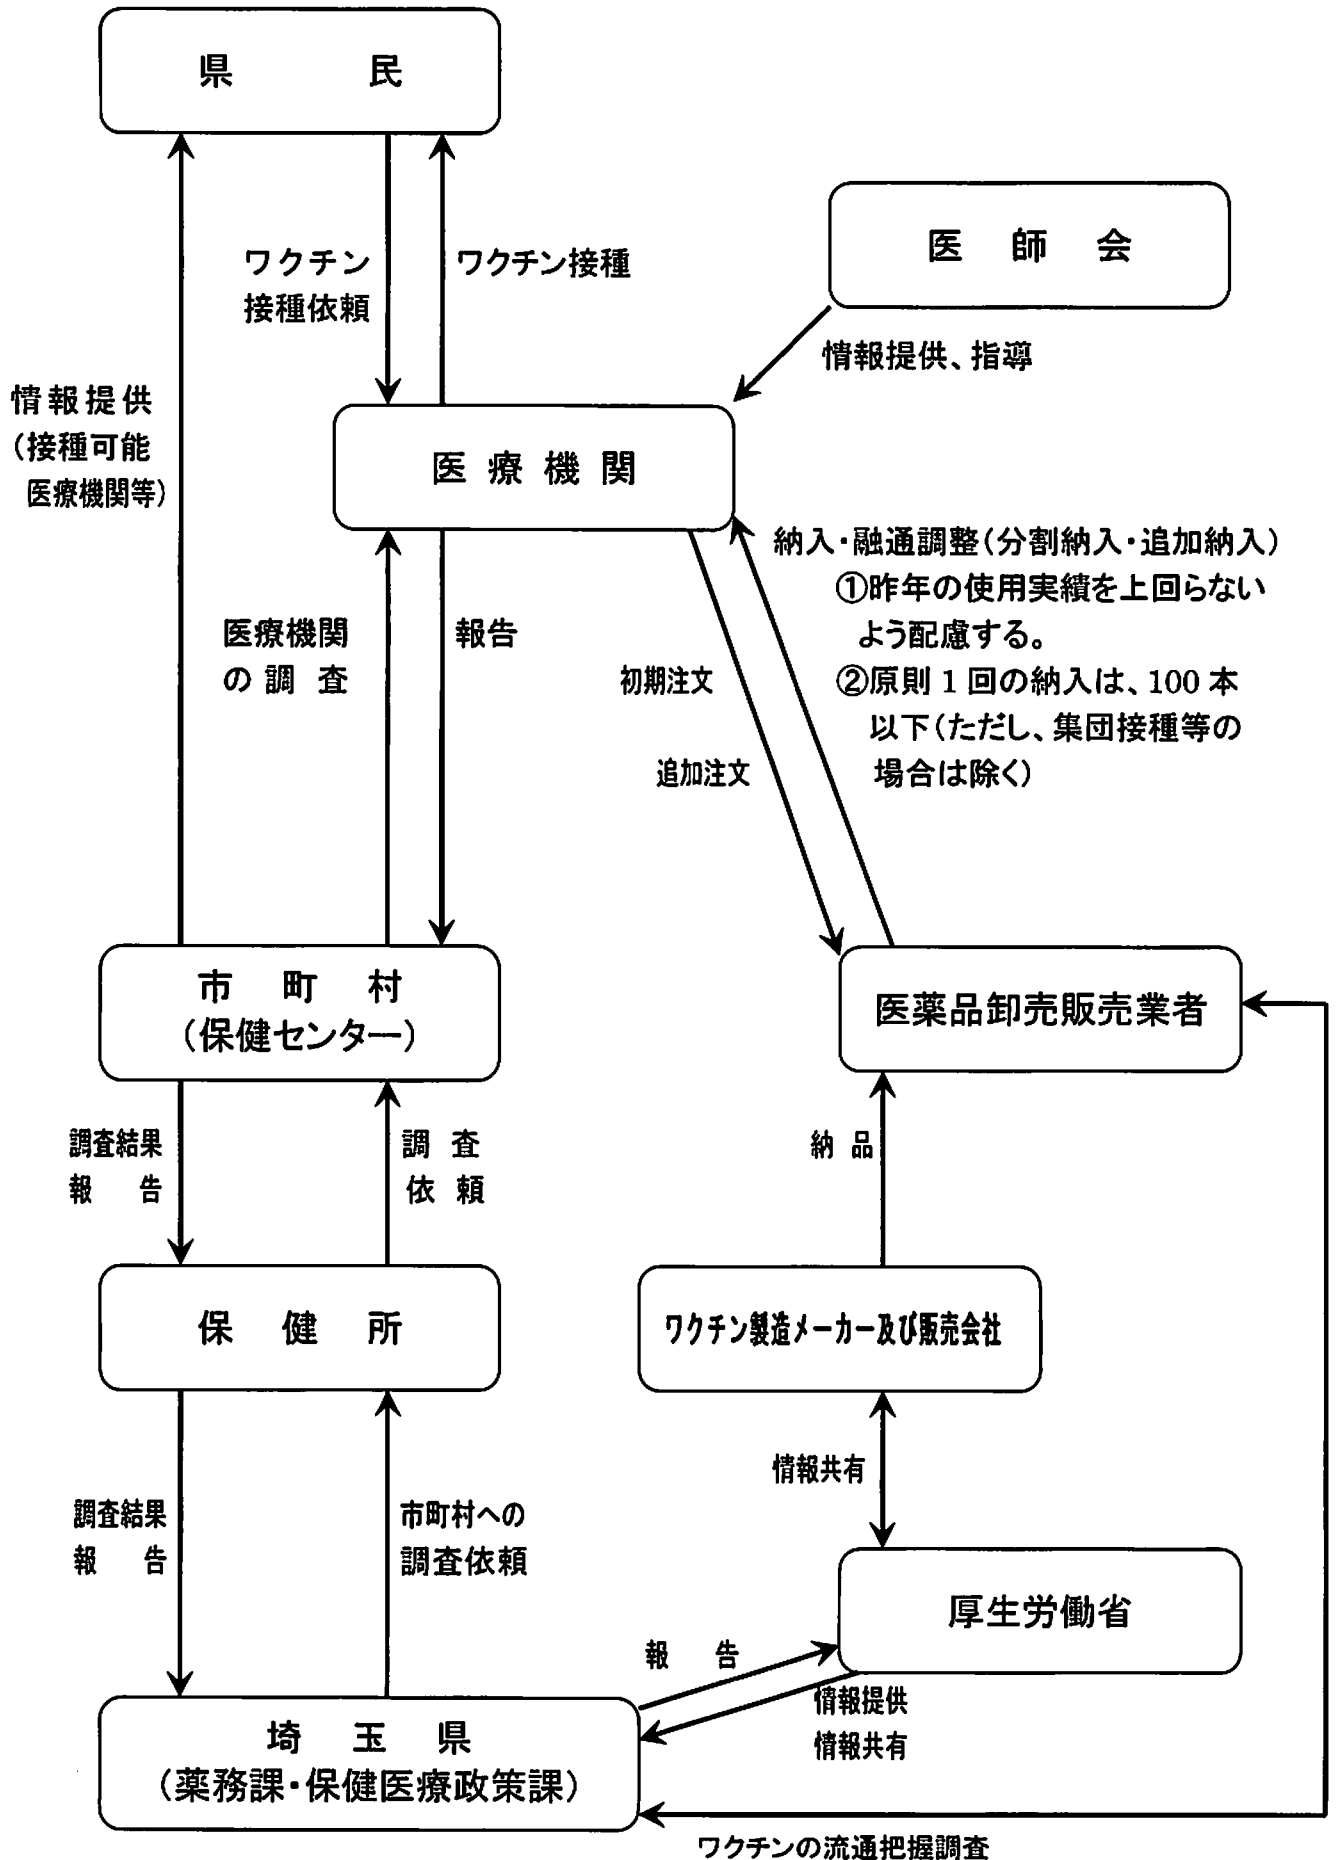 県民
医師会
ワクチン
接種依頼
ワクチン接種
情報提供、指導
情報提供
(接種可能
医療機関等)
医療機関
納入・融通調整(分割納入・追加納入)
①昨年の使用実績を上回らない
よう配慮する。
②原則1回の納入は、100本
以下(ただし、集団接種等の
場合は除く)
医療機関
の調査
報告
初期注文
追加注文
市町村
(保健センター)
医薬品卸売販売業者
調査結果
報告
調査
依頼
納品
保健所
ワクチン製造メーカー及び販売会社
情報共有
調査結果
報告
市町村への
調査依頼
厚生労働省
報告
情報提供
情報共有
埼玉県
(薬務課・保健医療政策課)
ワクチンの流通把握調査